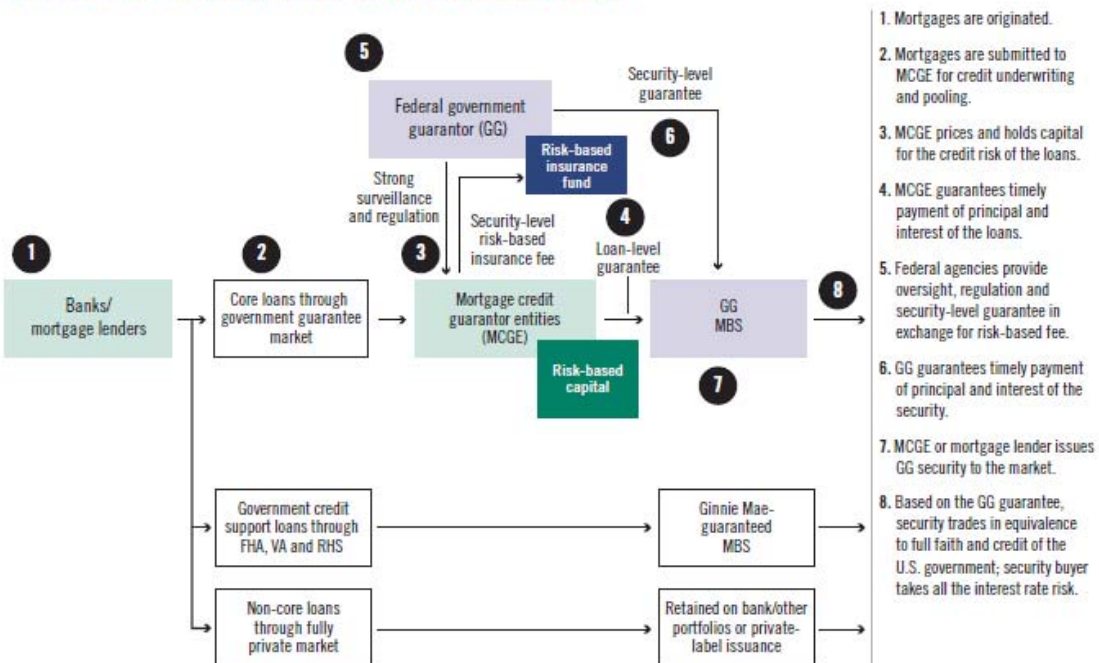 5
Federal government
guarantor (GG)
Security-level
guarantee
6
Risk-based
insurance
fund
Strong
surveillance
and regulation
Security-level
risk-based
insurance fee
4
Loan-level
guarantee
1
2
3
8
Banks/
mortgage lenders
Core loans through
government guarantee
market
Mortgage credit
guarantor entities
(MCGE)
GG
MBS
Risk-based
capital
7
Government credit
support loans through
FHA, VA and RHS
Ginnie Mae-
guaranteed
MBS
Non-core loans
through fully
private market
Retained on bank/other
portfolios or private-
label issuance
1. Mortgages are originated.
2. Mortgages are submitted to
MCGE for credit underwriting
and pooling.
3. MCGE prices and holds capital
for the credit risk of the loans.
4. MCGE guarantees timely
payment of principal and
interest of the loans.
5. Federal agencies provide
oversight, regulation and
security-level guarantee in
exchange for risk-based fee.
6. GG guarantees timely payment
of principal and interest of the
security.
7. MCGE or mortgage lender issues
GG security to the market.
8. Based on the GG guarantee,
security trades in equivalence
to full faith and credit of the
U.S. government; security buyer
takes all the interest rate risk.